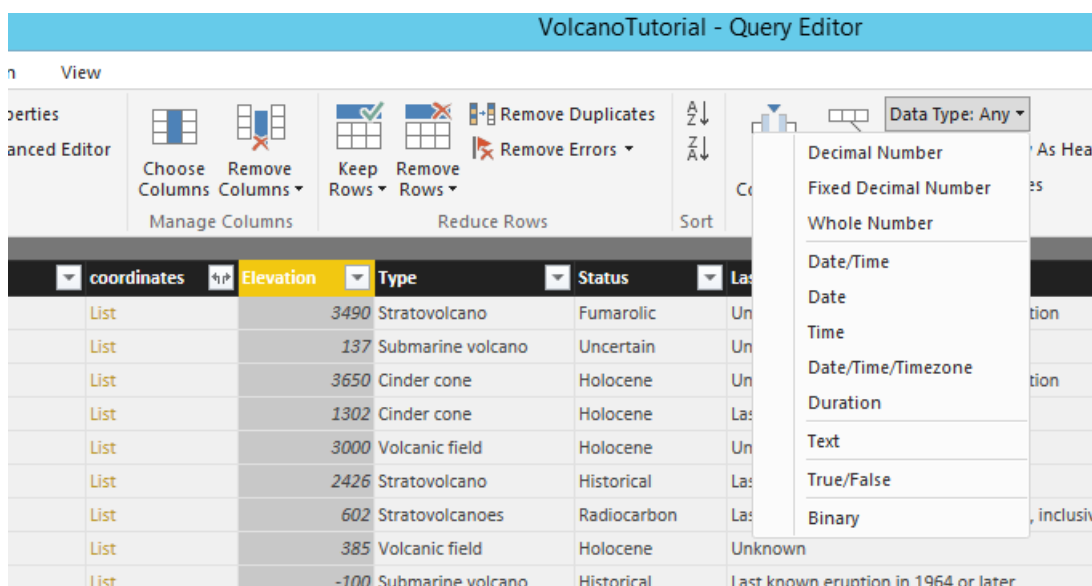 VolcanoTutorial - Query Editor
View
Data Type: Any
Remove Duplicates
Remove Errors
Choose Columns
Remove Columns
Keep Rows
Remove Rows
Advanced Editor
As Hea
Manage Columns
Reduce Rows
Sort
Decimal Number
Fixed Decimal Number
Whole Number
Date/Time
Date
Time
Date/Time/Timezone
Duration
Text
True/False
Binary
coordinates Elevation Type Status Las
List 3490 Stratovolcano Fumarolic Un tion
List 137 Submarine volcano Uncertain Un
List 3650 Cinder cone Holocene Un tion
List 1302 Cinder cone Holocene Las
List 3000 Volcanic field Holocene Un
List 2426 Stratovolcano Historical Las
List 602 Stratovolcanoes Radiocarbon Las , inclusiv
List 385 Volcanic field Holocene Unknown
List -100 Submarine volcano Historical Last known eruption in 1964 or later